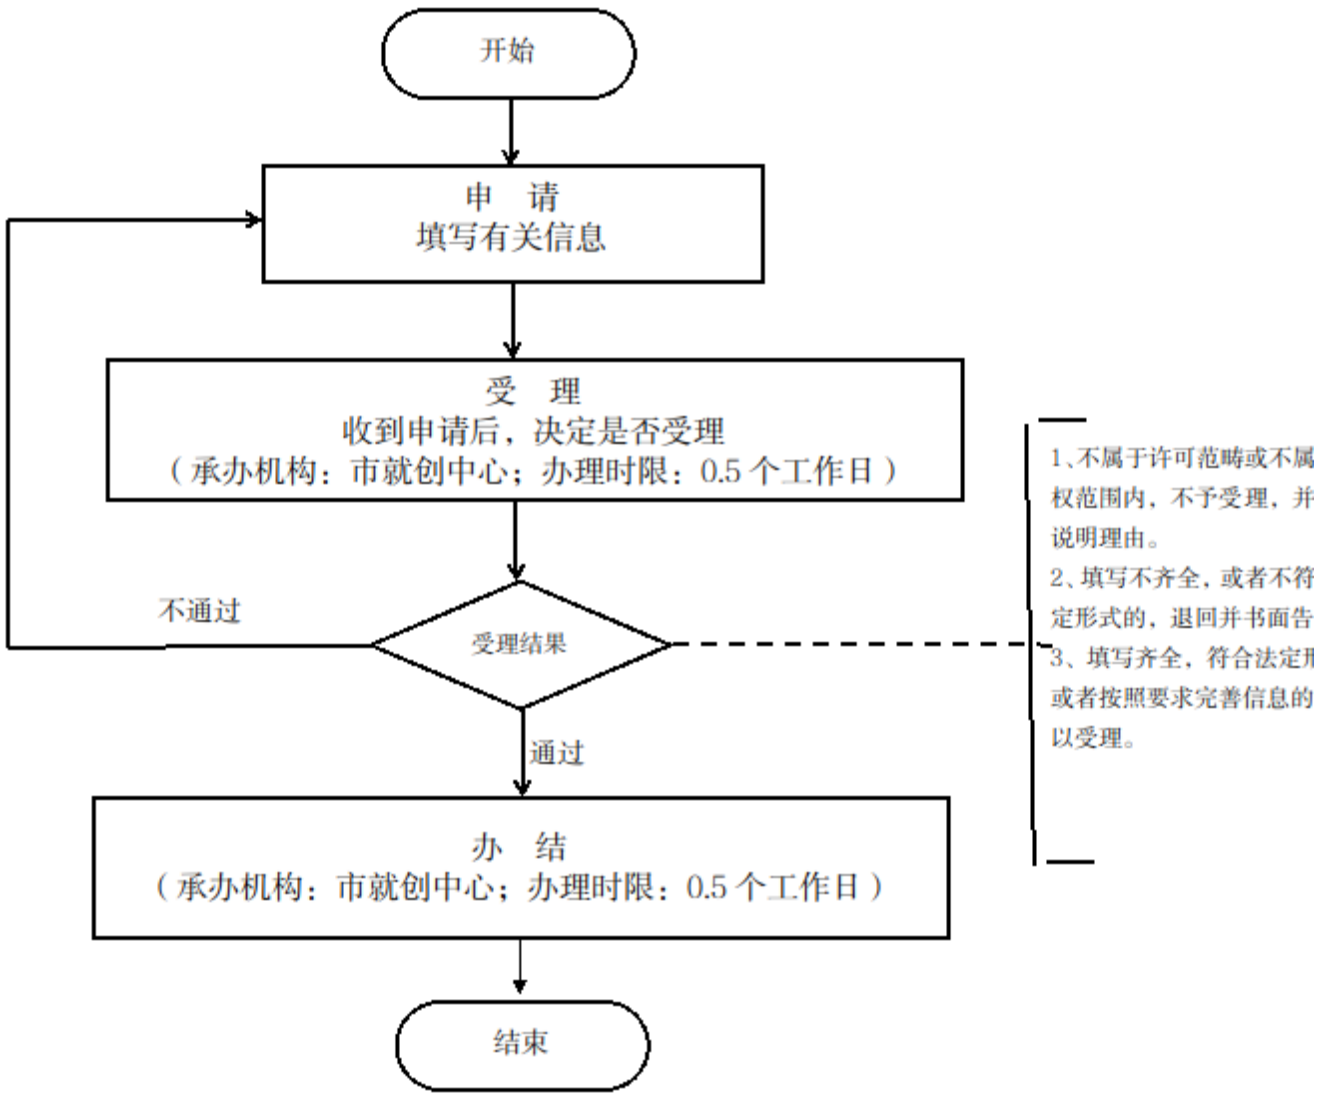 开始
申 请
填写有关信息
受 理
收到申请后，决定是否受理
（承办机构：市就创中心；办理时限：0.5 个工作日）
1、不属于许可范畴或不属
权范围内，不予受理，并
说明理由。
2、填写不齐全，或者不符
定形式的，退回并书面告
3、填写齐全，符合法定
或者按照要求完善信息的
以受理。
不通过
受理结果
通过
办 结
（承办机构：市就创中心；办理时限：0.5 个工作日）
结束